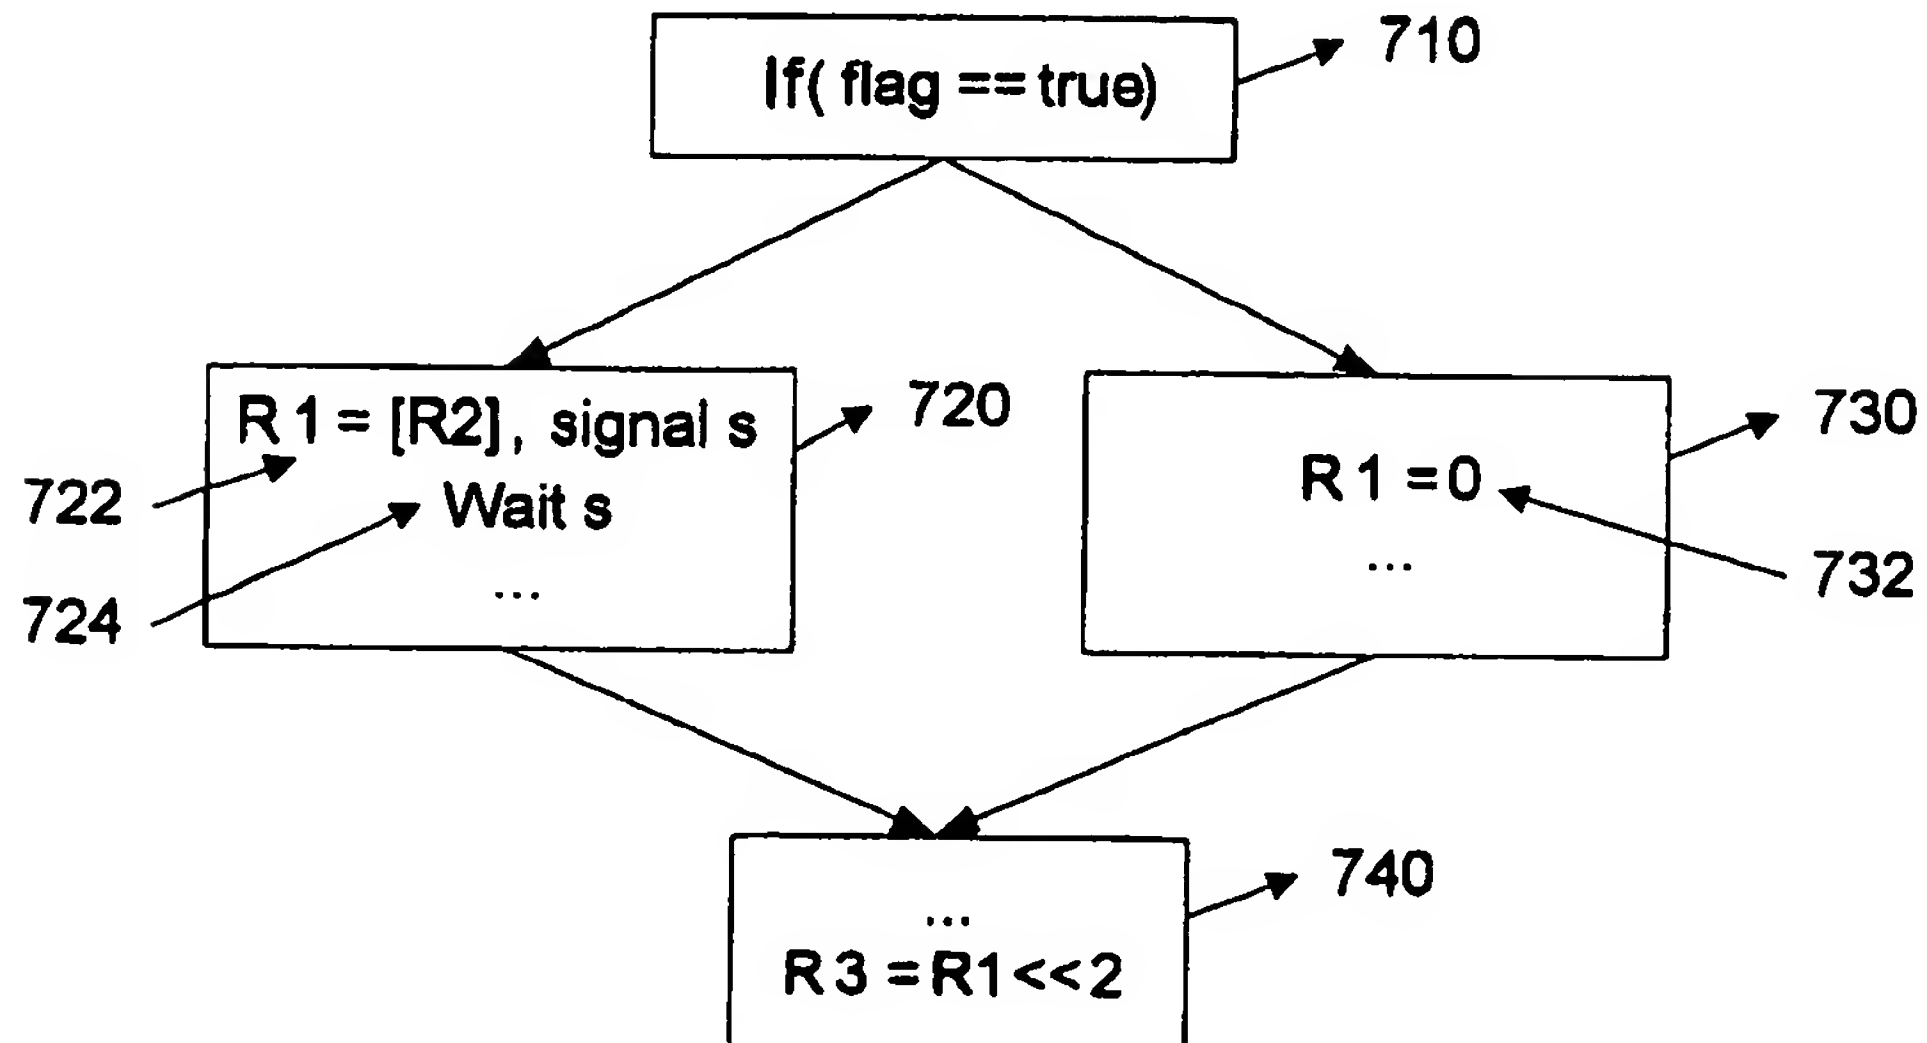 If( flag == true)
710
R1 = [R2], signal s
Wait s
...
720
722
724
R1 = 0
...
730
732
...
R3 = R1<<2
740